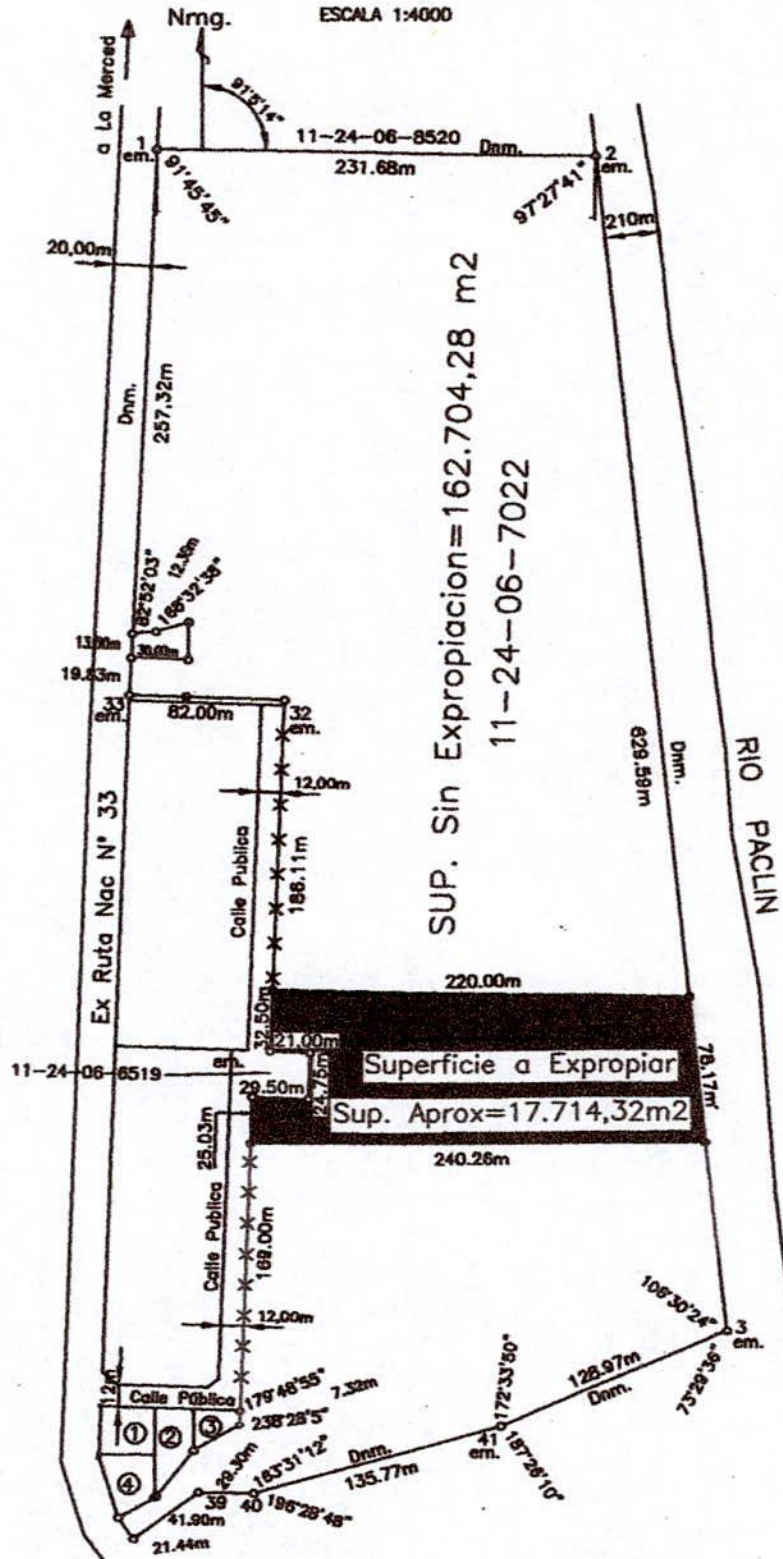 ESCALA 1:4000
Nmg.
a La Merced
91°5'14"
11-24-06-8520
Dnm.
1
em.
231.68m
2
em.
91°45'45"
97°27'41"
210m
20,00m
SUP. Sin Expropiacion=162.704,28 m2
11-24-06-7022
Dnm.
257,32m
82°52'03"
12.30m
13.00m
30.00m
19.83m
33
em.
82.00m
32
em.
629.59m
Dnm.
RIO PACLIN
12,00m
Calle Publica
Ex Ruta Nac N° 33
220.00m
32.50m
21.00m
em.
11-24-06-6519
29.50m
24.75m
Superficie a Expropiar
78.17m
Sup. Aprox=17.714,32m2
25.03m
240.26m
Calle Publica
169.00m
12,00m
106°30'24"
3
em.
73°29'36"
128.97m
Dnm.
172°33'50"
12m
Calle Pública
179°48'55"
7.32m
238°28'5"
①
②
③
④
41
em.
187°26'10"
29.30m
163°31'12"
Dnm.
135.77m
39
40
196°28'48"
41.90m
21.44m